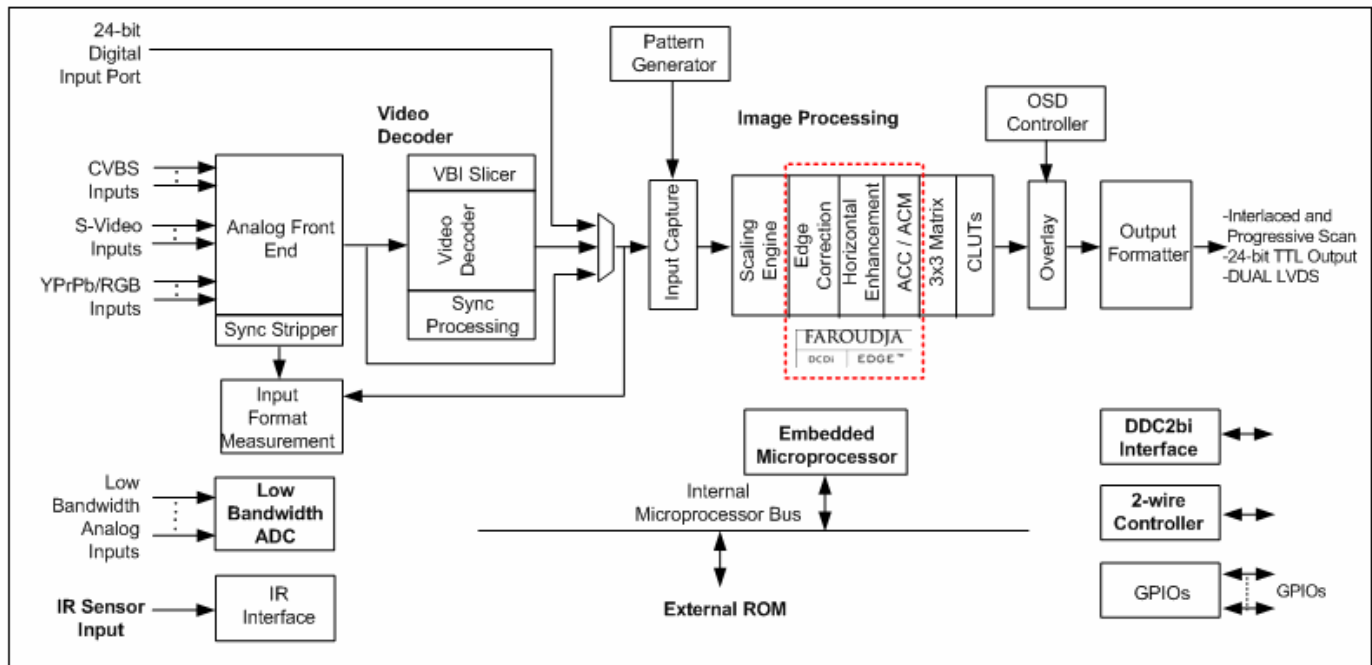 24-bit
Digital
Input Port
Pattern
Generator
Video
Decoder
Image Processing
OSD
Controller
CVBS
Inputs
S-Video
Inputs
YPrPb/RGB
Inputs
Analog Front
End
Sync Stripper
VBI Slicer
Video
Decoder
Sync
Processing
Input Capture
Scaling
Engine
Edge
Correction
Horizontal
Enhancement
ACC / ACM
3x3 Matrix
CLUTs
FAROUDJA
DCDi
EDGE™
Overlay
Output
Formatter
-Interlaced and
Progressive Scan
-24-bit TTL Output
-DUAL LVDS
Input
Format
Measurement
Embedded
Microprocessor
DDC2bi
Interface
Low
Bandwidth
Analog
Inputs
Low
Bandwidth
ADC
Internal
Microprocessor Bus
2-wire
Controller
IR Sensor
Input
IR
Interface
External ROM
GPIOs
GPIOs